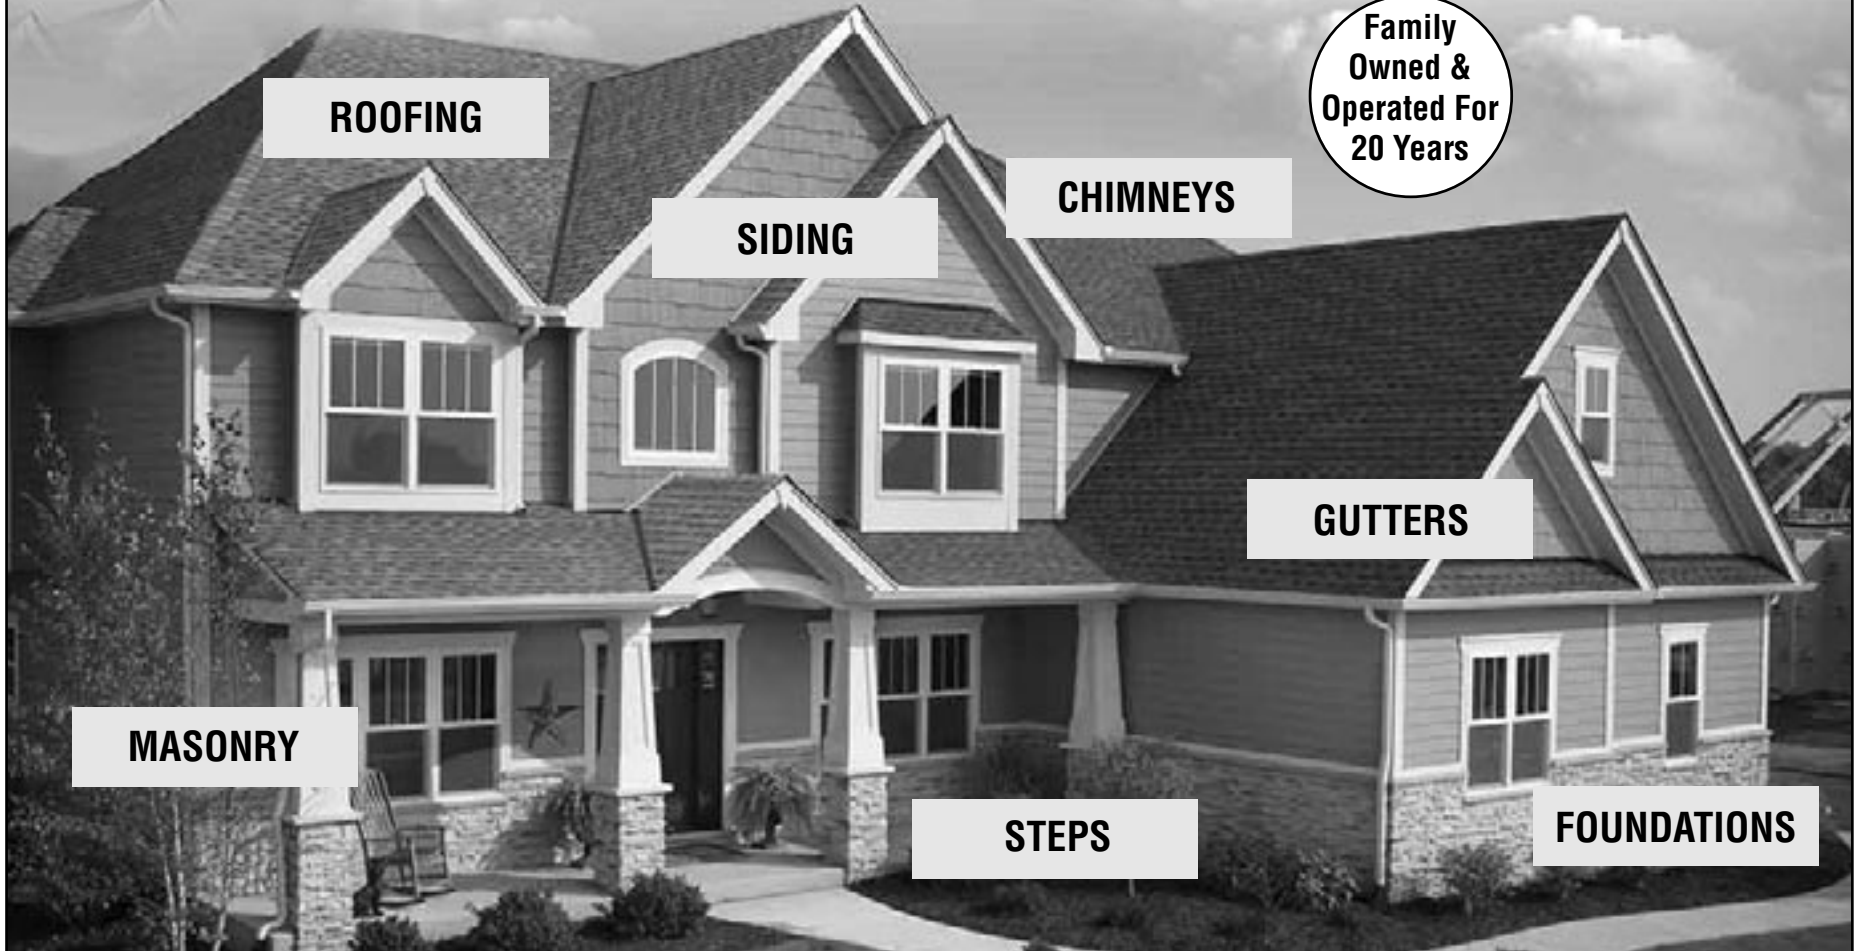 Family
Owned &
Operated For
20 Years
ROOFING
CHIMNEYS
SIDING
GUTTERS
MASONRY
STEPS
FOUNDATIONS